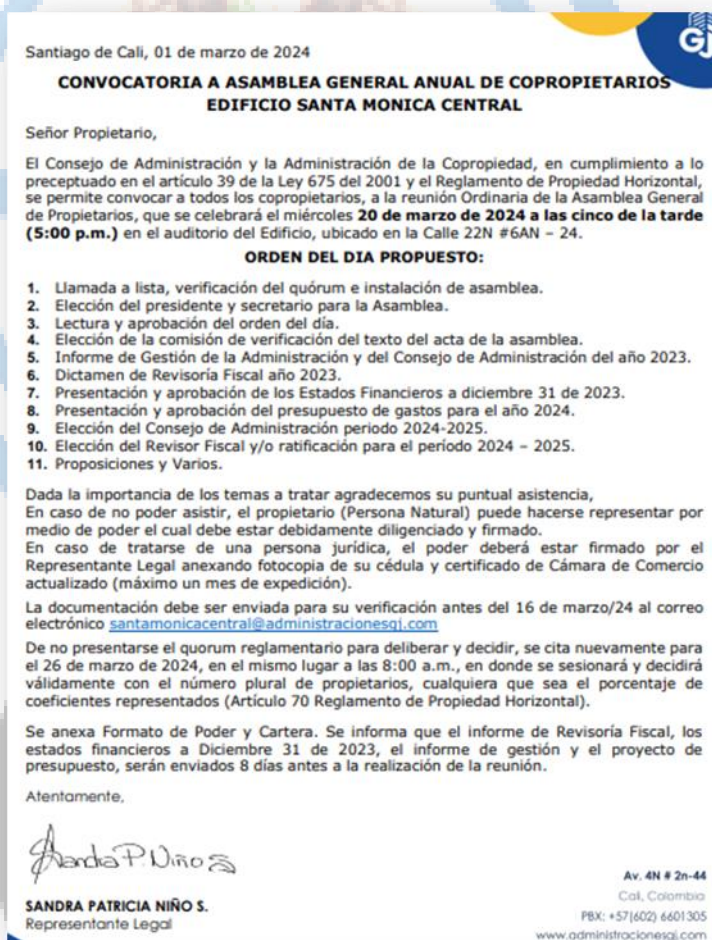 GJ
Santiago de Cali, 01 de marzo de 2024
CONVOCATORIA A ASAMBLEA GENERAL ANUAL DE COPROPIETARIOS
EDIFICIO SANTA MONICA CENTRAL
Señor Propietario,
El Consejo de Administración y la Administración de la Copropiedad, en cumplimiento a lo
preceptuado en el artículo 39 de la Ley 675 del 2001 y el Reglamento de Propiedad Horizontal,
se permite convocar a todos los copropietarios, a la reunión Ordinaria de la Asamblea General
de Propietarios, que se celebrará el miércoles 20 de marzo de 2024 a las cinco de la tarde
(5:00 p.m.) en el auditorio del Edificio, ubicado en la Calle 22N #6AN – 24.
ORDEN DEL DIA PROPUESTO:
1. Llamada a lista, verificación del quórum e instalación de asamblea.
2. Elección del presidente y secretario para la Asamblea.
3. Lectura y aprobación del orden del día.
4. Elección de la comisión de verificación del texto del acta de la asamblea.
5. Informe de Gestión de la Administración y del Consejo de Administración del año 2023.
6. Dictamen de Revisoría Fiscal año 2023.
7. Presentación y aprobación de los Estados Financieros a diciembre 31 de 2023.
8. Presentación y aprobación del presupuesto de gastos para el año 2024.
9. Elección del Consejo de Administración periodo 2024-2025.
10. Elección del Revisor Fiscal y/o ratificación para el período 2024 – 2025.
11. Proposiciones y Varios.
Dada la importancia de los temas a tratar agradecemos su puntual asistencia,
En caso de no poder asistir, el propietario (Persona Natural) puede hacerse representar por
medio de poder el cual debe estar debidamente diligenciado y firmado.
En caso de tratarse de una persona jurídica, el poder deberá estar firmado por el
Representante Legal anexando fotocopia de su cédula y certificado de Cámara de Comercio
actualizado (máximo un mes de expedición).
La documentación debe ser enviada para su verificación antes del 16 de marzo/24 al correo
electrónico santamonicacentral@administracionesgj.com
De no presentarse el quorum reglamentario para deliberar y decidir, se cita nuevamente para
el 26 de marzo de 2024, en el mismo lugar a las 8:00 a.m., en donde se sesionará y decidirá
válidamente con el número plural de propietarios, cualquiera que sea el porcentaje de
coeficientes representados (Artículo 70 Reglamento de Propiedad Horizontal).
Se anexa Formato de Poder y Cartera. Se informa que el informe de Revisoría Fiscal, los
estados financieros a Diciembre 31 de 2023, el informe de gestión y el proyecto de
presupuesto, serán enviados 8 días antes a la realización de la reunión.
Atentamente,
Sandra P. Niño S
SANDRA PATRICIA NIÑO S.
Representante Legal
Av. 4N # 2n-44
Cali, Colombia
PBX: +57(602) 6601305
www.administracionesgj.com